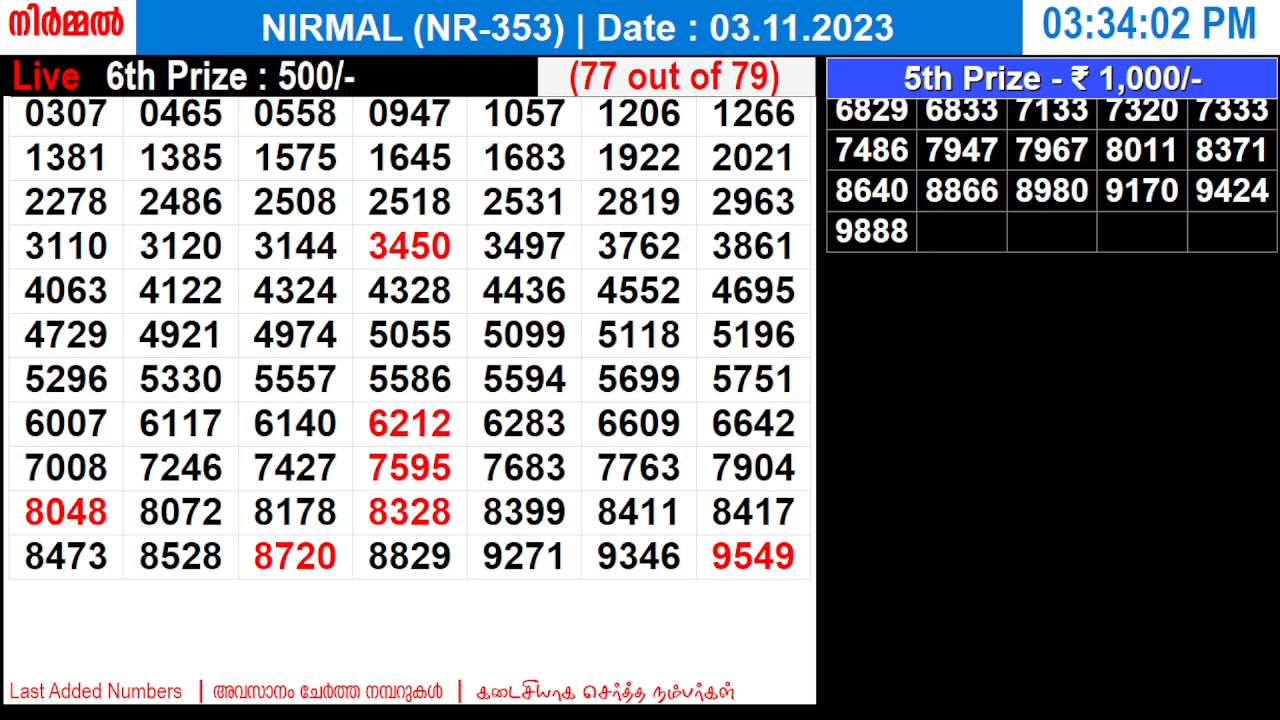 നിർമ്മൽ NIRMAL (NR-353) | Date : 03.11.2023 03:34:02 PM
Live 6th Prize : 500/- (77 out of 79)
0307 0465 0558 0947 1057 1206 1266
1381 1385 1575 1645 1683 1922 2021
2278 2486 2508 2518 2531 2819 2963
3110 3120 3144 3450 3497 3762 3861
4063 4122 4324 4328 4436 4552 4695
4729 4921 4974 5055 5099 5118 5196
5296 5330 5557 5586 5594 5699 5751
6007 6117 6140 6212 6283 6609 6642
7008 7246 7427 7595 7683 7763 7904
8048 8072 8178 8328 8399 8411 8417
8473 8528 8720 8829 9271 9346 9549
Last Added Numbers | അവസാനം ചേർത്ത നമ്പറുകൾ | கடைசியாக சேர்த்த நம்பர்கள்
5th Prize - ₹ 1,000/-
6829 6833 7133 7320 7333
7486 7947 7967 8011 8371
8640 8866 8980 9170 9424
9888